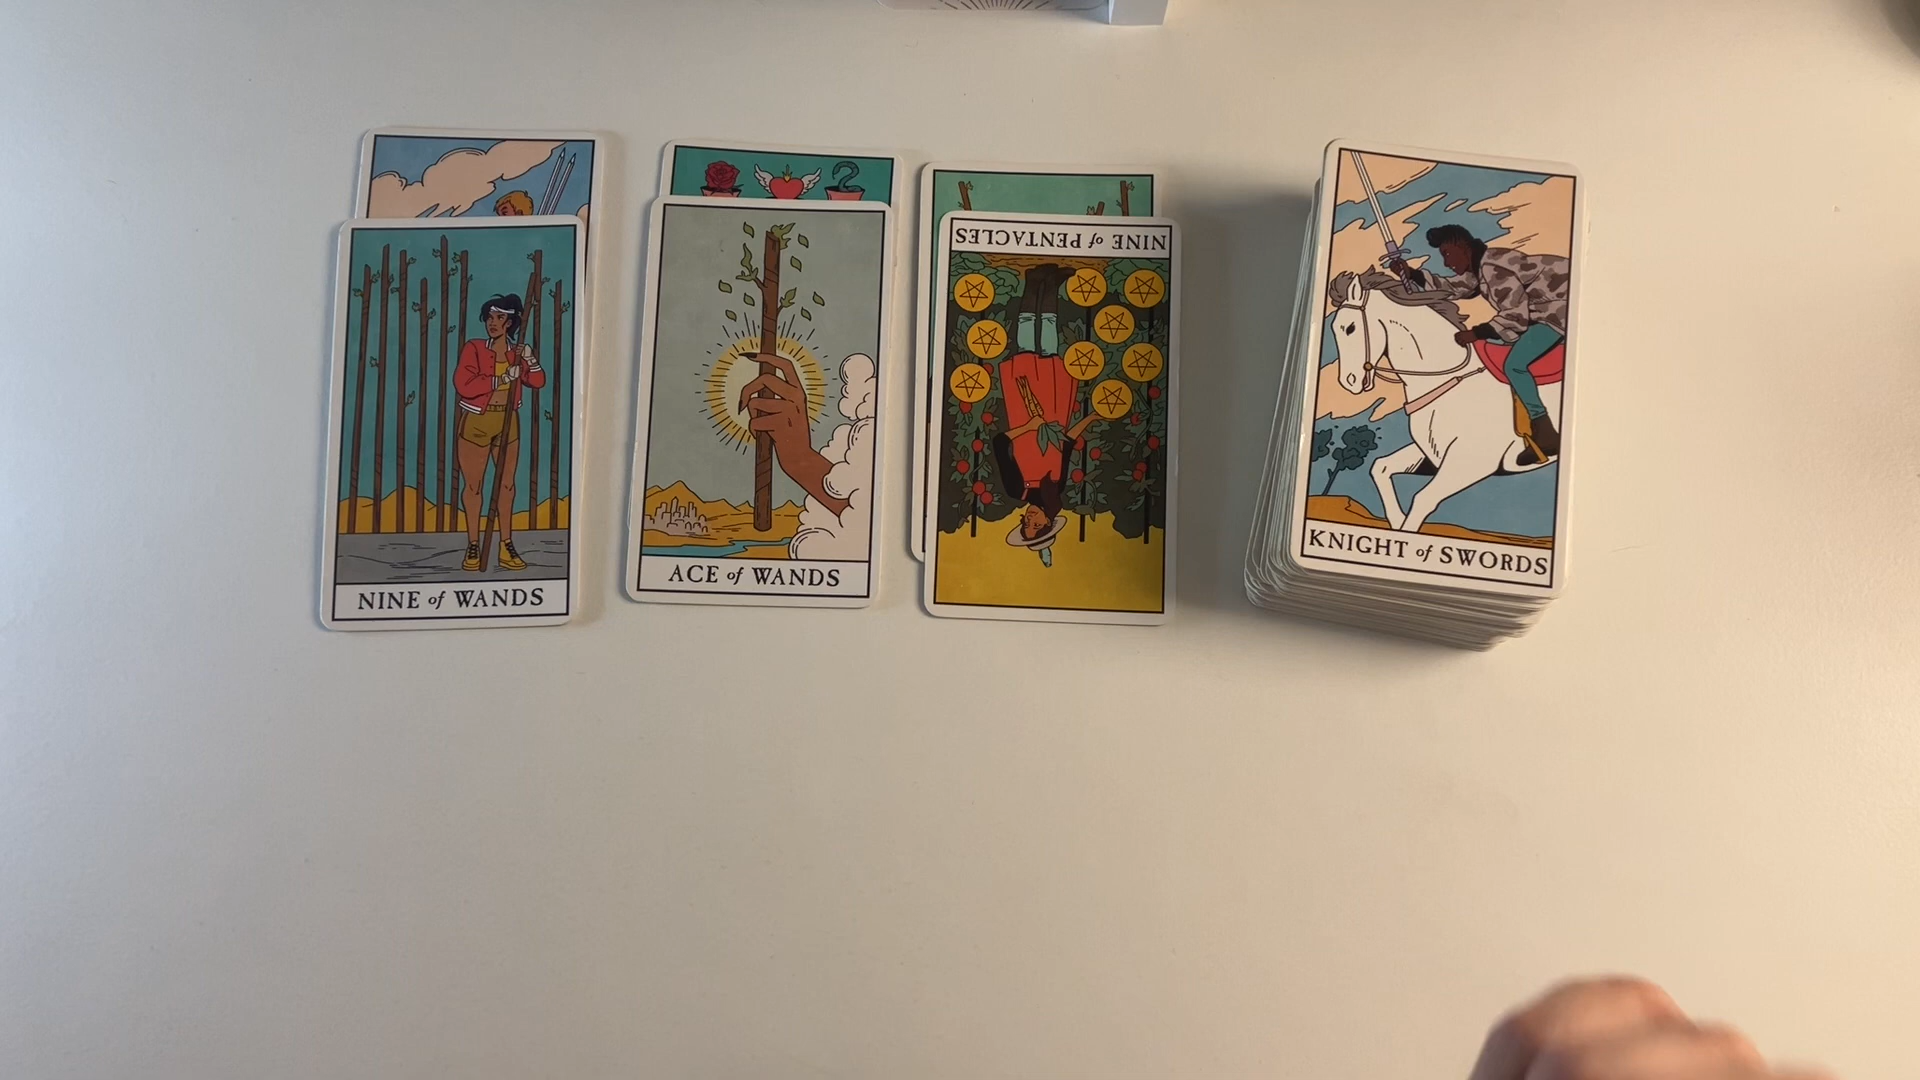 NINE of WANDS
ACE of WANDS
NINE of PENTACLES
KNIGHT of SWORDS